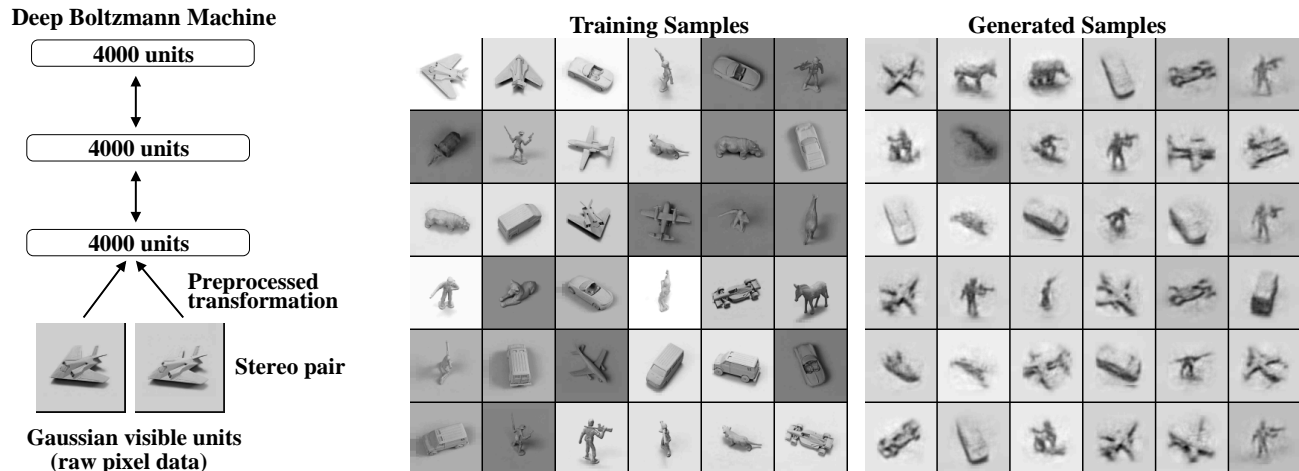 Deep Boltzmann Machine
4000 units
4000 units
4000 units
Preprocessed
transformation
Stereo pair
Gaussian visible units
(raw pixel data)
Training Samples
Generated Samples